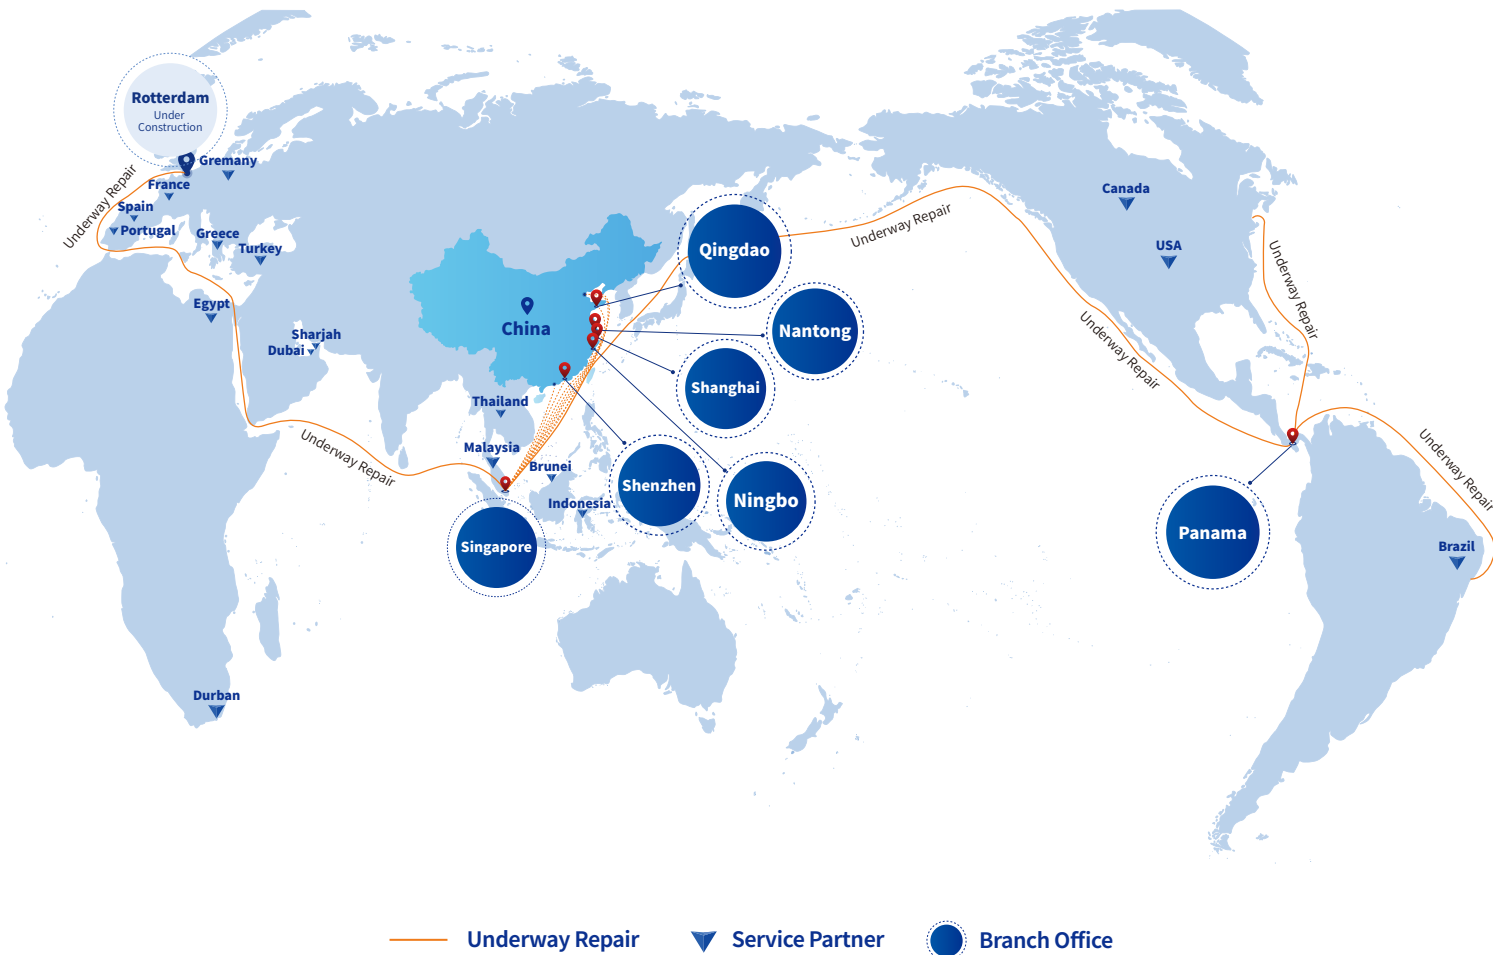 Rotterdam
Under
Construction
Gremany
France
Spain
Portugal
Greece
Turkey
Underway Repair
Egypt
Sharjah
Dubai
China
Thailand
Malaysia
Brunei
Indonesia
Underway Repair
Durban
Qingdao
Nantong
Shanghai
Shenzhen
Ningbo
Singapore
Underway Repair
Canada
USA
Underway Repair
Underway Repair
Underway Repair
Panama
Brazil
Underway Repair
Service Partner
Branch Office